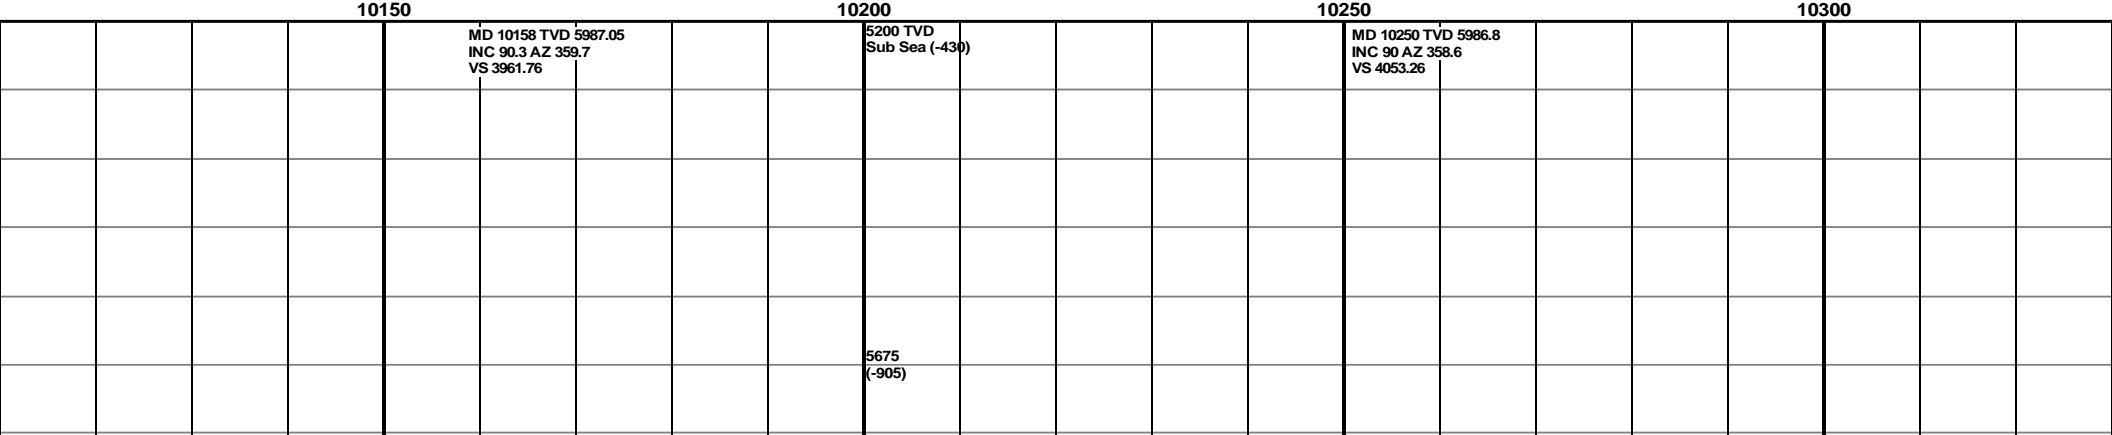 10150
10200
10250
10300
MD 10158 TVD 5987.05
INC 90.3 AZ 359.7
VS 3961.76
5200 TVD
Sub Sea (-430)
MD 10250 TVD 5986.8
INC 90 AZ 358.6
VS 4053.26
5675
(-905)